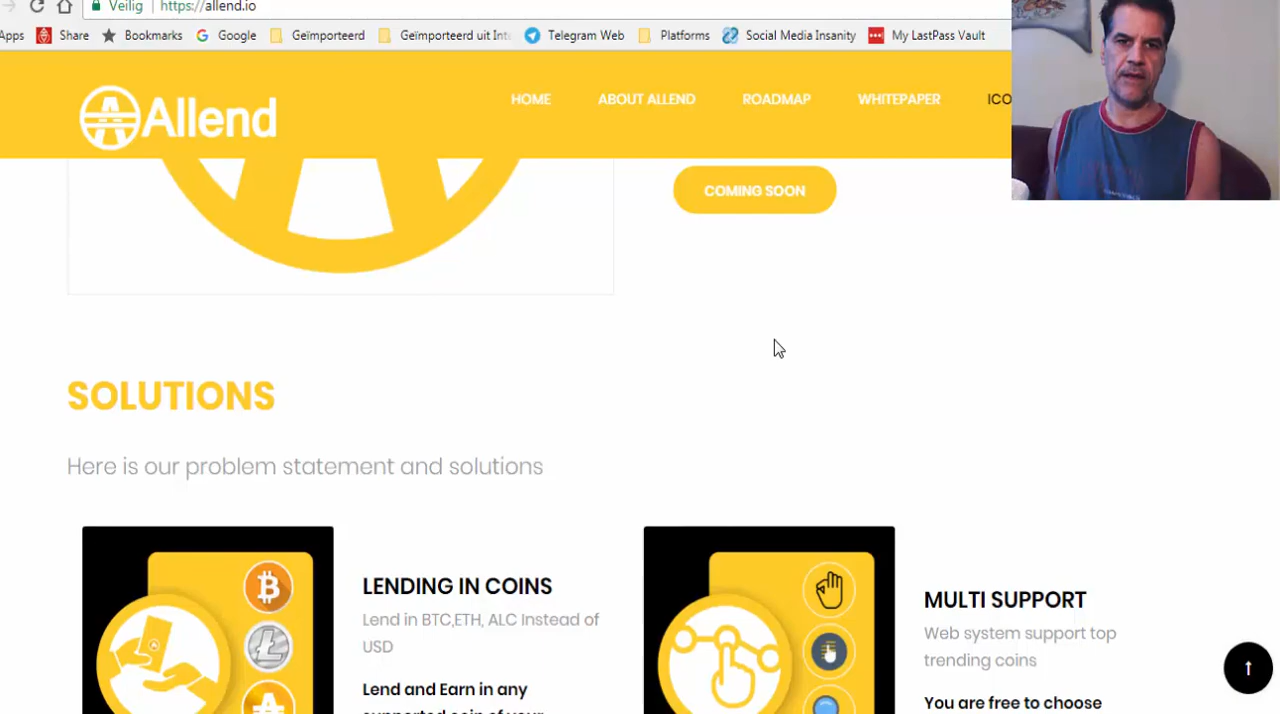 Veilig https://allend.io
Apps Share Bookmarks Google Geïmporteerd Geïmporteerd uit Int Telegram Web Platforms Social Media Insanity My LastPass Vault
Allend HOME ABOUT ALLEND ROADMAP WHITEPAPER ICO
COMING SOON
SOLUTIONS
Here is our problem statement and solutions
LENDING IN COINS
Lend in BTC,ETH, ALC Instead of
USD
Lend and Earn in any
supported coin of your
MULTI SUPPORT
Web system support top
trending coins
You are free to choose